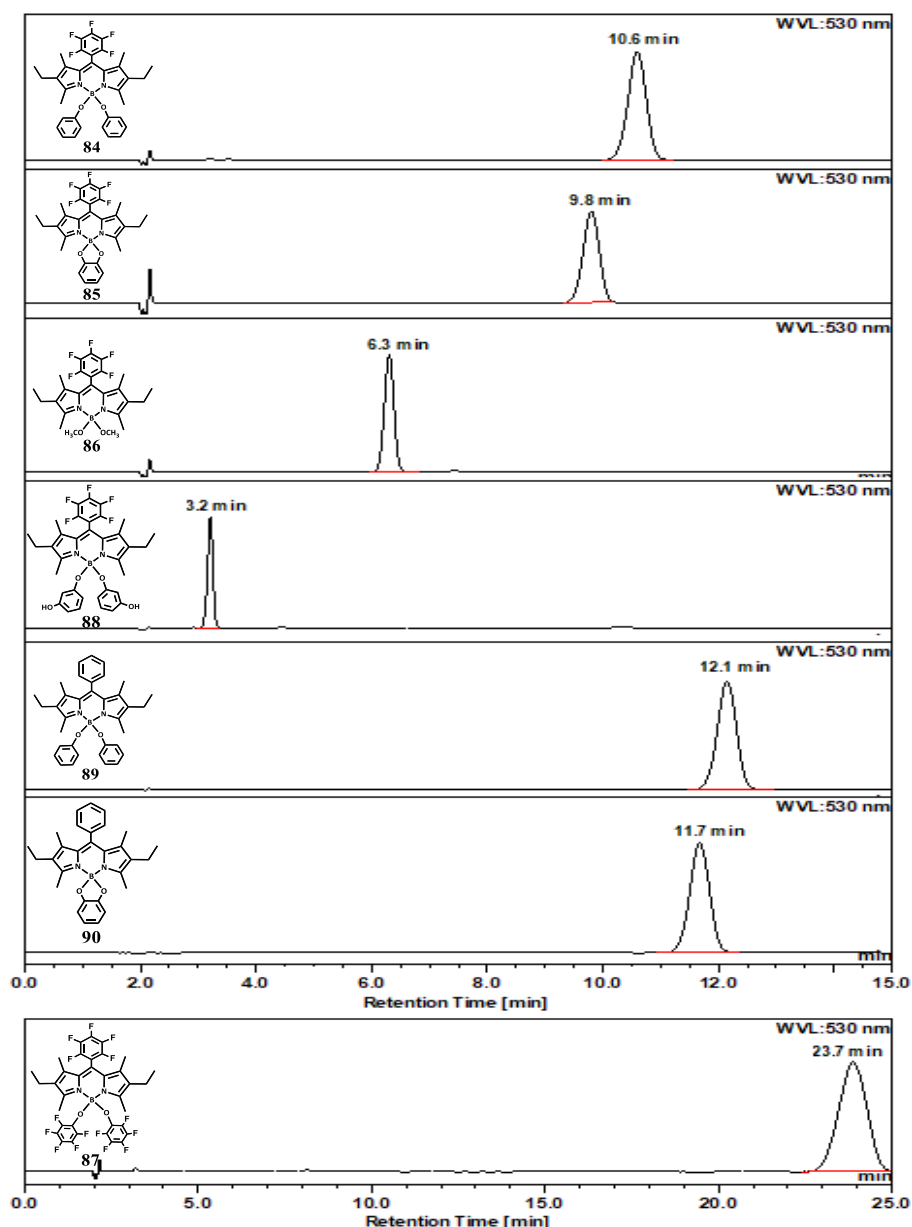 WVL:530 nm
10.6 min
F
F F
F F
N N
B
O O
84
WVL:530 nm
9.8 min
F
F F
F F
N N
B
O O
85
WVL:530 nm
6.3 min
F
F F
F F
N N
B
H3CO OCH3
86
min
WVL:530 nm
3.2 min
F
F F
F F
N N
B
O O
HO OH
88
WVL:530 nm
12.1 min
N N
B
O O
89
WVL:530 nm
11.7 min
N N
B
O O
90
min
0.0 2.0 4.0 6.0 8.0 10.0 12.0 15.0
Retention Time [min]
WVL:530 nm
23.7 min
F
F F
F F
N N
B
O O
F F F F
F F F F
F F
87
min
0.0 5.0 10.0 15.0 20.0 25.0
Retention Time [min]